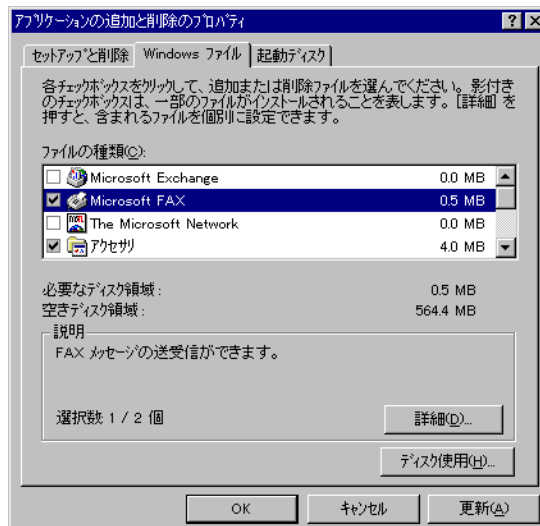 アプリケーションの追加と削除のプロパティ
セットアップと削除 Windows ファイル 起動ディスク
各チェックボックスをクリックして、追加または削除ファイルを選んでください。影付き
のチェックボックスは、一部のファイルがインストールされることを表します。[詳細] を
押すと、含まれるファイルを個別に設定できます。
ファイルの種類(C):
Microsoft Exchange 0.0 MB
Microsoft FAX 0.5 MB
The Microsoft Network 0.0 MB
アクセサリ 4.0 MB
必要なディスク領域: 0.5 MB
空きディスク領域: 564.4 MB
説明
FAX メッセージの送受信ができます。
選択数 1 / 2 個
詳細(D)...
ディスク使用(H)...
OK キャンセル 更新(A)